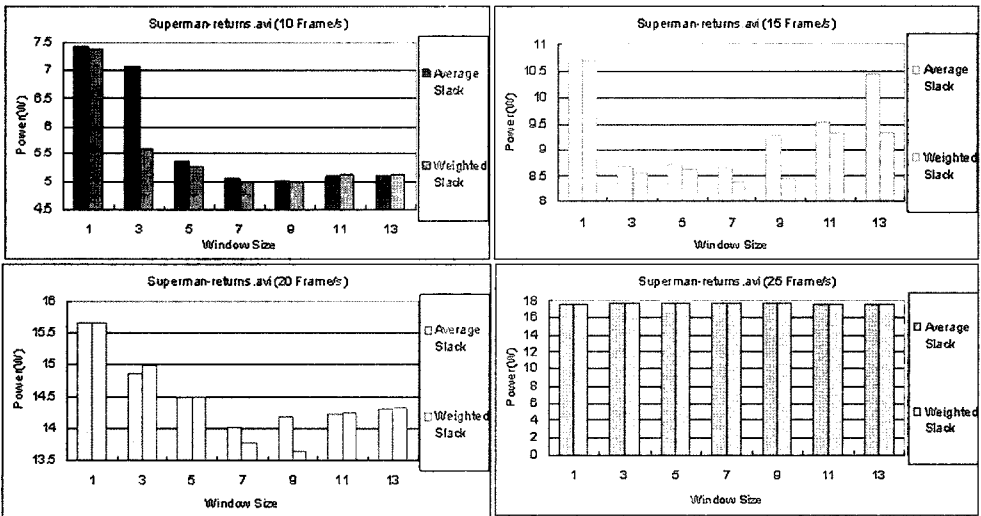 Superman-returns.avi(10 Frame/s)
7.5
7
6.5
6
5.5
5
4.5
Power(W)
1 3 5 7 9 11 13
Window Size
Average
Slack
Weighted
Slack
Superman-returns.avi(15 Frame/s)
11
10.5
10
9.5
9
8.5
8
Power(W)
1 3 5 7 9 11 13
Window Size
Average
Slack
Weighted
Slack
Superman-returns.avi(20 Frame/s)
16
15.5
15
14.5
14
13.5
Power(W)
1 3 5 7 9 11 13
Window Size
Average
Slack
Weighted
Slack
Superman-returns.avi(25 Frame/s)
18
16
14
12
10
8
6
4
2
0
Power(W)
1 3 5 7 9 11 13
Window Size
Average
Slack
Weighted
Slack